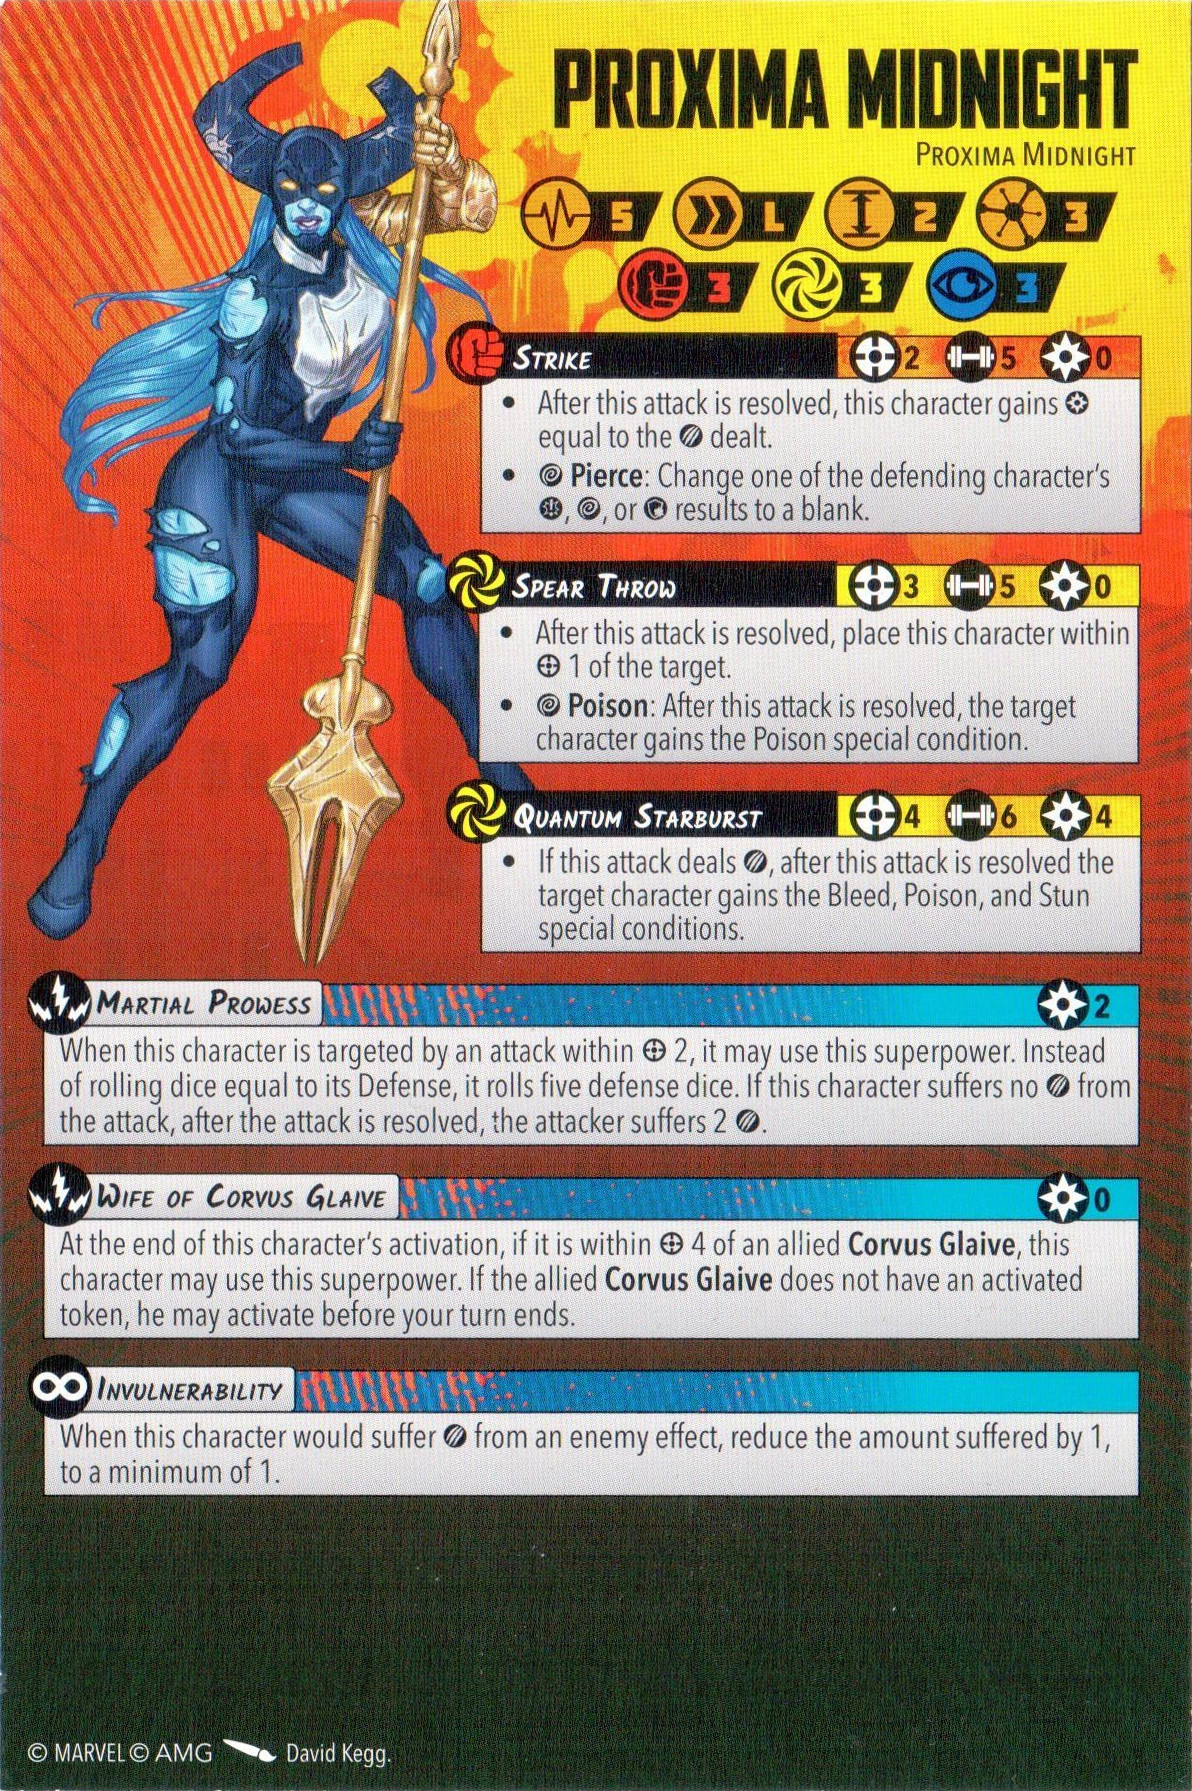 PROXIMA MIDNIGHT
PROXIMA MIDNIGHT
5 L 2 3
3 3 3
STRIKE 2 5 0
• After this attack is resolved, this character gains
equal to the dealt.
• Pierce: Change one of the defending character's
, , or results to a blank.
SPEAR THROW 3 5 0
• After this attack is resolved, place this character within
1 of the target.
• Poison: After this attack is resolved, the target
character gains the Poison special condition.
QUANTUM STARBURST 4 6 4
• If this attack deals , after this attack is resolved the
target character gains the Bleed, Poison, and Stun
special conditions.
MARTIAL PROWESS 2
When this character is targeted by an attack within 2, it may use this superpower. Instead
of rolling dice equal to its Defense, it rolls five defense dice. If this character suffers no from
the attack, after the attack is resolved, the attacker suffers 2 .
WIFE OF CORVUS GLAIVE 0
At the end of this character's activation, if it is within 4 of an allied Corvus Glaive, this
character may use this superpower. If the allied Corvus Glaive does not have an activated
token, he may activate before your turn ends.
INVULNERABILITY
When this character would suffer from an enemy effect, reduce the amount suffered by 1,
to a minimum of 1.
© MARVEL © AMG David Kegg.